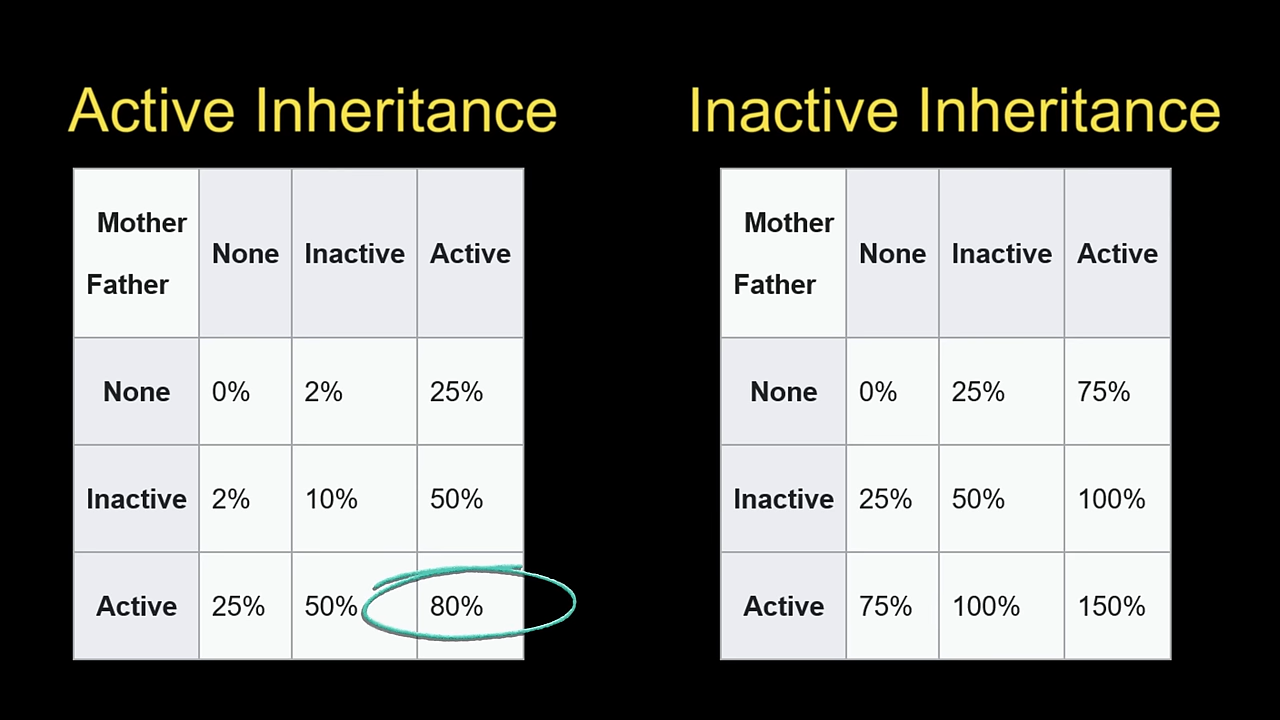 Active Inheritance
Mother
Father
None Inactive Active
None 0% 2% 25%
Inactive 2% 10% 50%
Active 25% 50% 80%
Inactive Inheritance
Mother
Father
None Inactive Active
None 0% 25% 75%
Inactive 25% 50% 100%
Active 75% 100% 150%